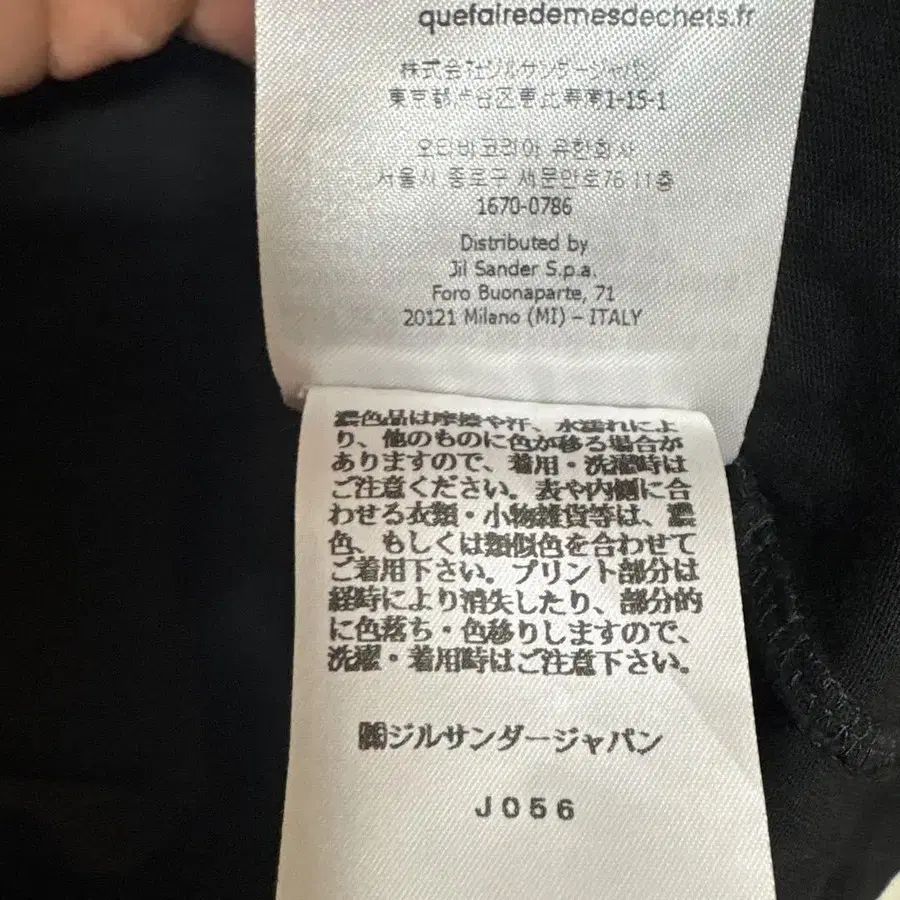 quefairedemesdechets.fr
株式会社ジルサンダージャパン
東京都渋谷区恵比寿南1-15-1
오티비코리아 유한회사
서울시 종로구 새문안로76 11층
1670-0786
Distributed by
Jil Sander S.p.a.
Foro Buonaparte, 71
20121 Milano (MI) – ITALY
濃色品は摩擦や汗、水濡れによ
り、他のものに色が移る場合が
ありますので、着用・洗濯時は
ご注意ください。表や内側に合
わせる衣類・小物雑貨等は、濃
色、もしくは類似色を合わせて
ご着用下さい。プリント部分は
経時により消失したり、部分的
に色落ち・色移りしますので、
洗濯・着用時はご注意下さい。
㈱ジルサンダージャパン
J056